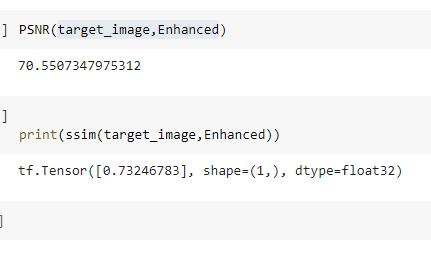 ] PSNR(target_image,Enhanced)
70.5507347975312
]
print(ssim(target_image,Enhanced))
tf.Tensor([0.73246783], shape=(1,), dtype=float32)
]